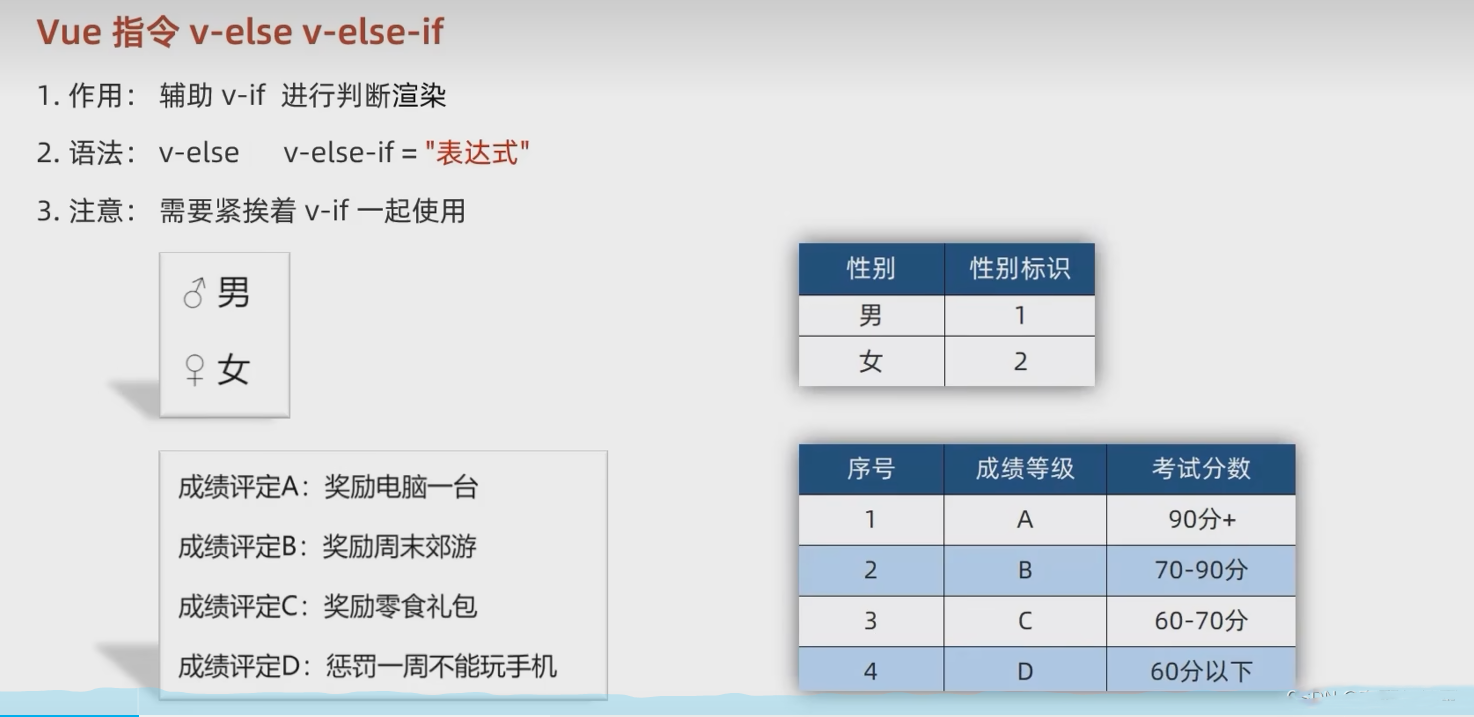 Vue 指令 v-else v-else-if
1. 作用： 辅助 v-if 进行判断渲染
2. 语法： v-else v-else-if = "表达式"
3. 注意： 需要紧挨着 v-if 一起使用
♂ 男
♀ 女
性别 性别标识
男 1
女 2
成绩评定A：奖励电脑一台
成绩评定B：奖励周末郊游
成绩评定C：奖励零食礼包
成绩评定D：惩罚一周不能玩手机
序号 成绩等级 考试分数
1 A 90分+
2 B 70-90分
3 C 60-70分
4 D 60分以下